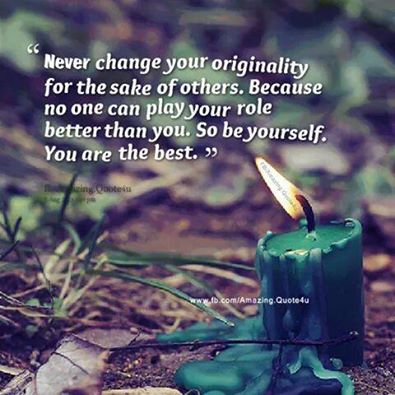 “ Never change your originality
for the sake of others. Because
no one can play your role
better than you. So be yourself.
You are the best. ”
www.fb.com/Amazing.Quote4u